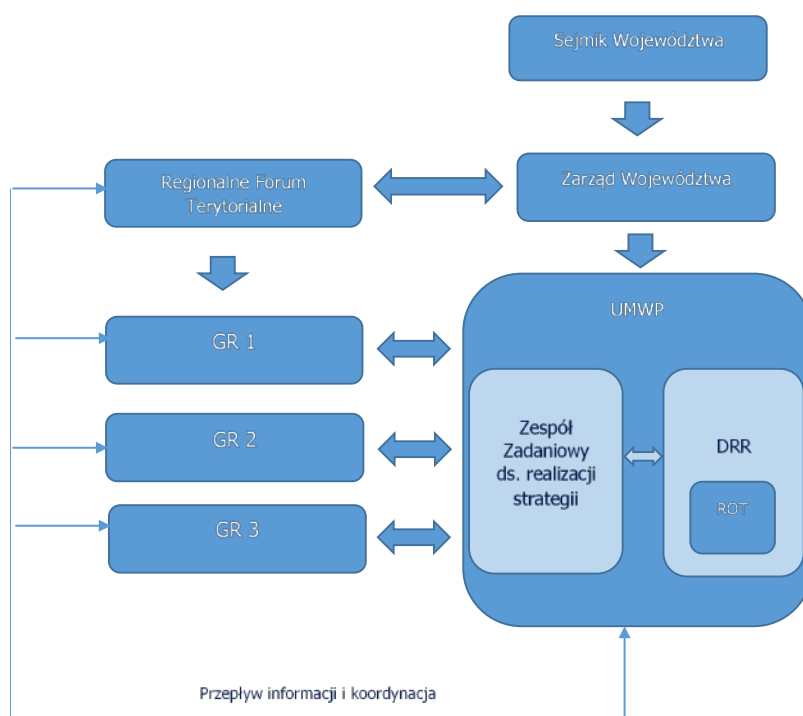 Sejmik Województwa
Regionalne Forum
Terytorialne
Zarząd Województwa
UMWP
GR 1
GR 2
GR 3
Zespół
Zadaniowy
ds. realizacji
strategii
DRR
ROT
Przepływ informacji i koordynacja